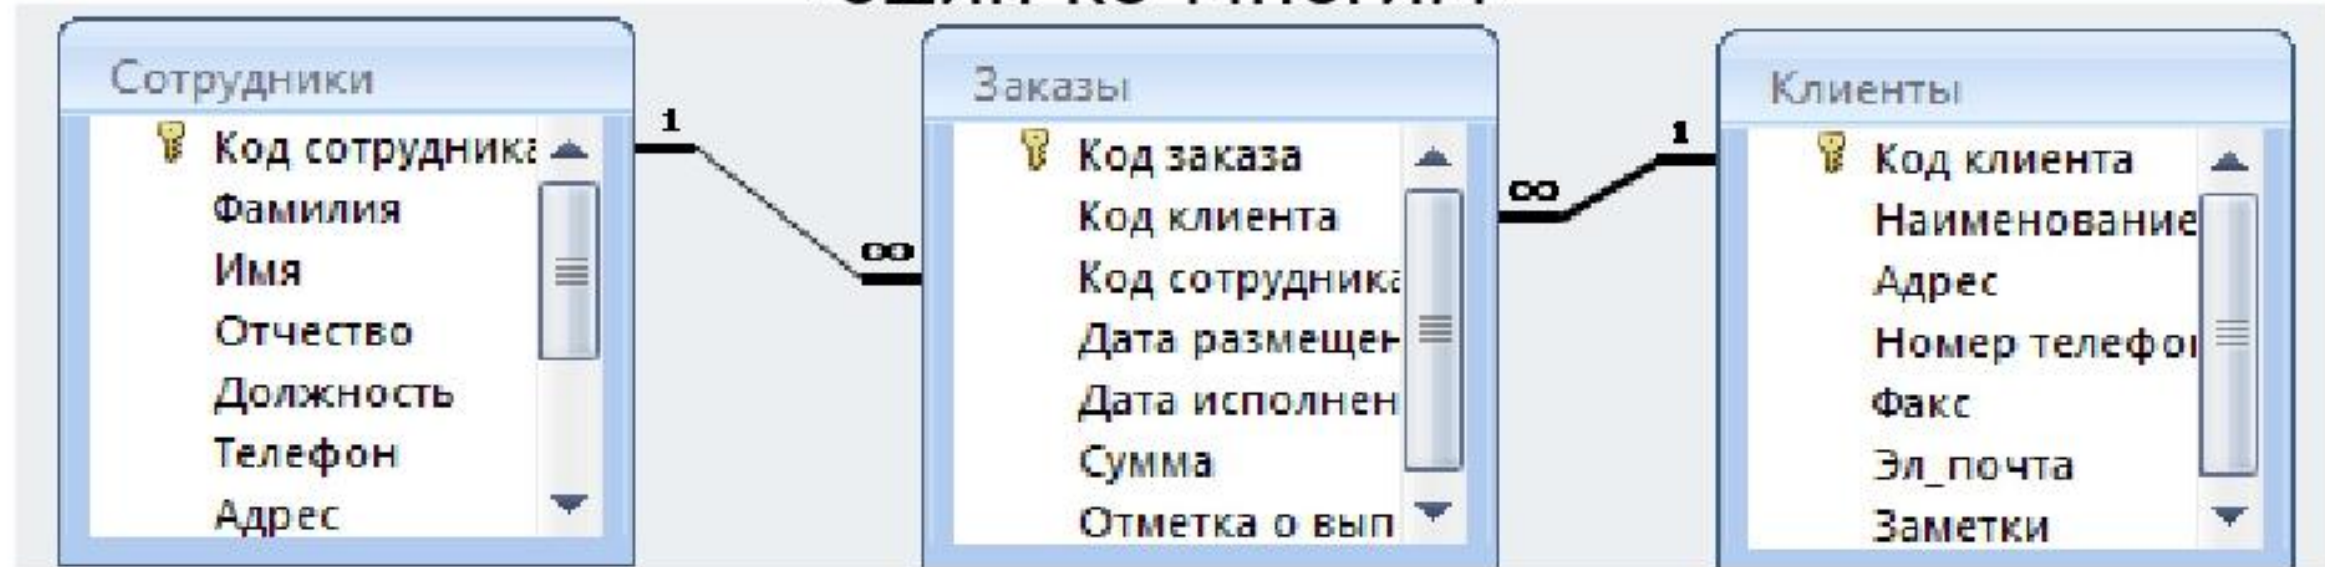 Сотрудники
Код сотрудника
Фамилия
Имя
Отчество
Должность
Телефон
Адрес
1
∞
Заказы
Код заказа
Код клиента
Код сотрудника
Дата размещен
Дата исполнен
Сумма
Отметка о вып
∞
1
Клиенты
Код клиента
Наименование
Адрес
Номер телефо
Факс
Эл_почта
Заметки